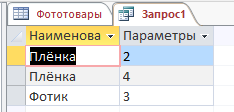 Фототовары Запрос1
Наименова Параметры
Плёнка 2
Плёнка 4
Фотик 3